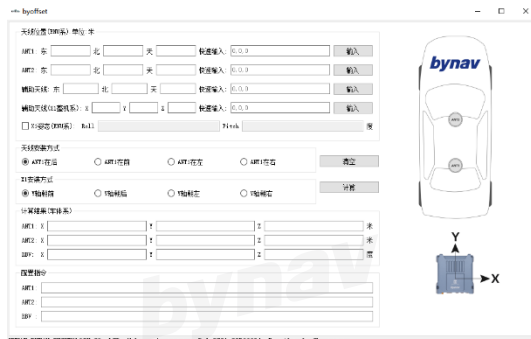 byoffset
天线位置(ENU系) 单位: 米
ANT1: 东 北 天 快速输入: 0,0,0 输入
ANT2: 东 北 天 快速输入: 0,0,0 输入
辅助天线: 东 北 天 快速输入: 0,0,0 输入
辅助天线(X1整机系): X Y Z 快速输入: 0,0,0 输入
X1姿态(ENU系) Roll Pitch 度
天线安装方式
ANT1在后 ANT1在前 ANT1在左 ANT1在右 清空
X1安装方式
Y轴朝前 Y轴朝后 Y轴朝左 Y轴朝右 计算
计算结果(车体系)
ANT1: X Y Z 米
ANT2: X Y Z 米
RBV: X Y Z 度
配置指令
ANT1
ANT2
RBV
bynav
ANT2
ANT1
Y
X
bynav